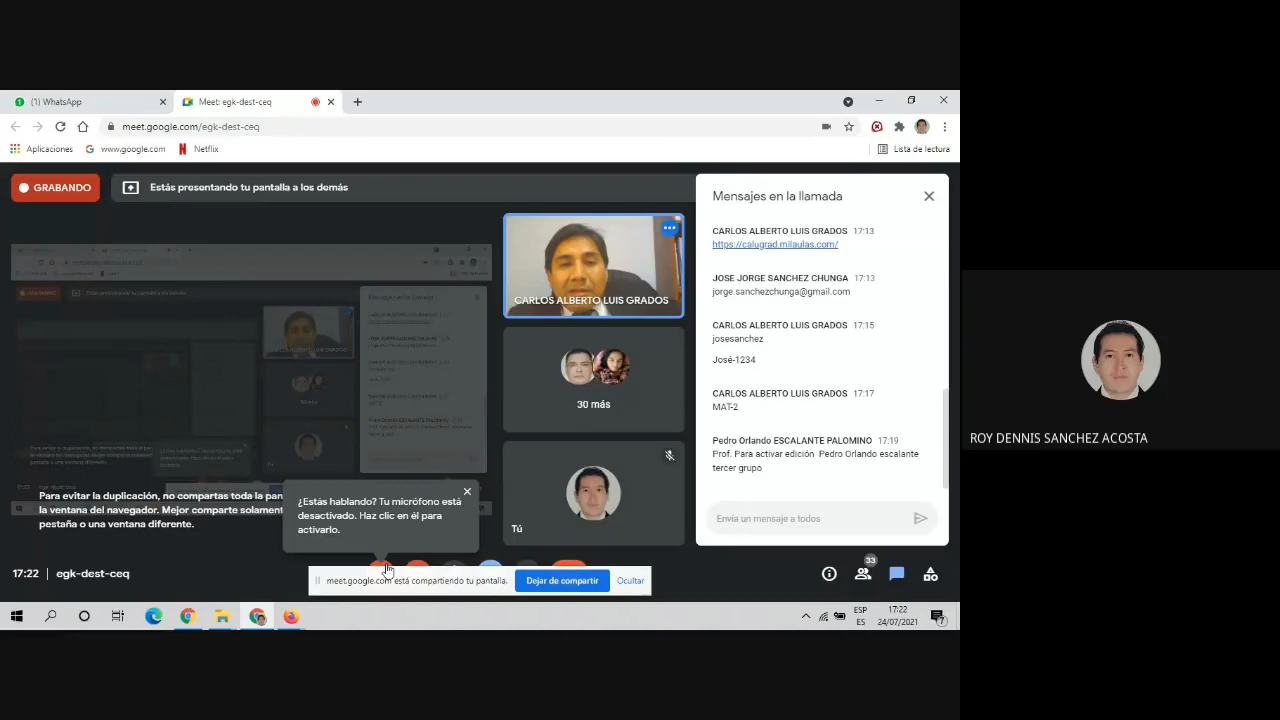 (1) WhatsApp
Meet: egk-dest-ceq
meet.google.com/egk-dest-ceq
Aplicaciones
www.google.com
Netflix
Lista de lectura
GRABANDO
Estás presentando tu pantalla a los demás
CARLOS ALBERTO LUIS GRADOS
30 más
Tú
Mensajes en la llamada
CARLOS ALBERTO LUIS GRADOS 17:13
https://calugrad.milaulas.com/
JOSE JORGE SANCHEZ CHUNGA 17:13
jorge.sanchezchunga@gmail.com
CARLOS ALBERTO LUIS GRADOS 17:15
josesanchez
José-1234
CARLOS ALBERTO LUIS GRADOS 17:17
MAT-2
Pedro Orlando ESCALANTE PALOMINO 17:19
Prof. Para activar edición Pedro Orlando escalante
tercer grupo
Envía un mensaje a todos
Para evitar la duplicación, no compartas toda la pan
la ventana del navegador. Mejor comparte solament
pestaña o una ventana diferente.
¿Estás hablando? Tu micrófono está
desactivado. Haz clic en él para
activarlo.
17:22 | egk-dest-ceq
meet.google.com está compartiendo tu pantalla.
Dejar de compartir
Ocultar
33
ESP
ES
17:22
24/07/2021
7
ROY DENNIS SANCHEZ ACOSTA